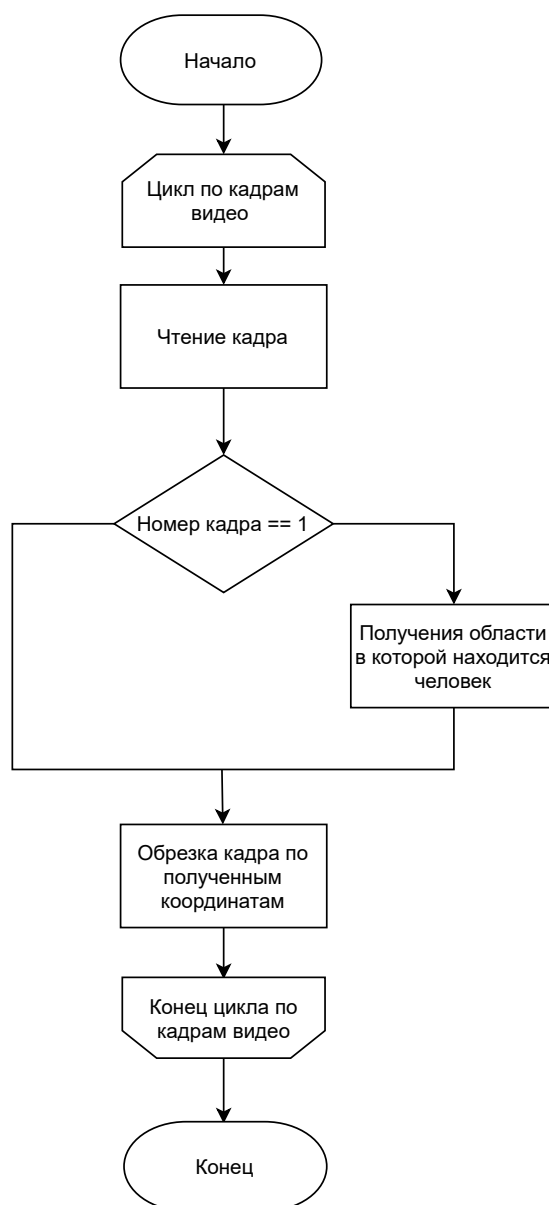 Начало
Цикл по кадрам
видео
Чтение кадра
Номер кадра == 1
Получения области
в которой находится
человек
Обрезка кадра по
полученным
координатам
Конец цикла по
кадрам видео
Конец